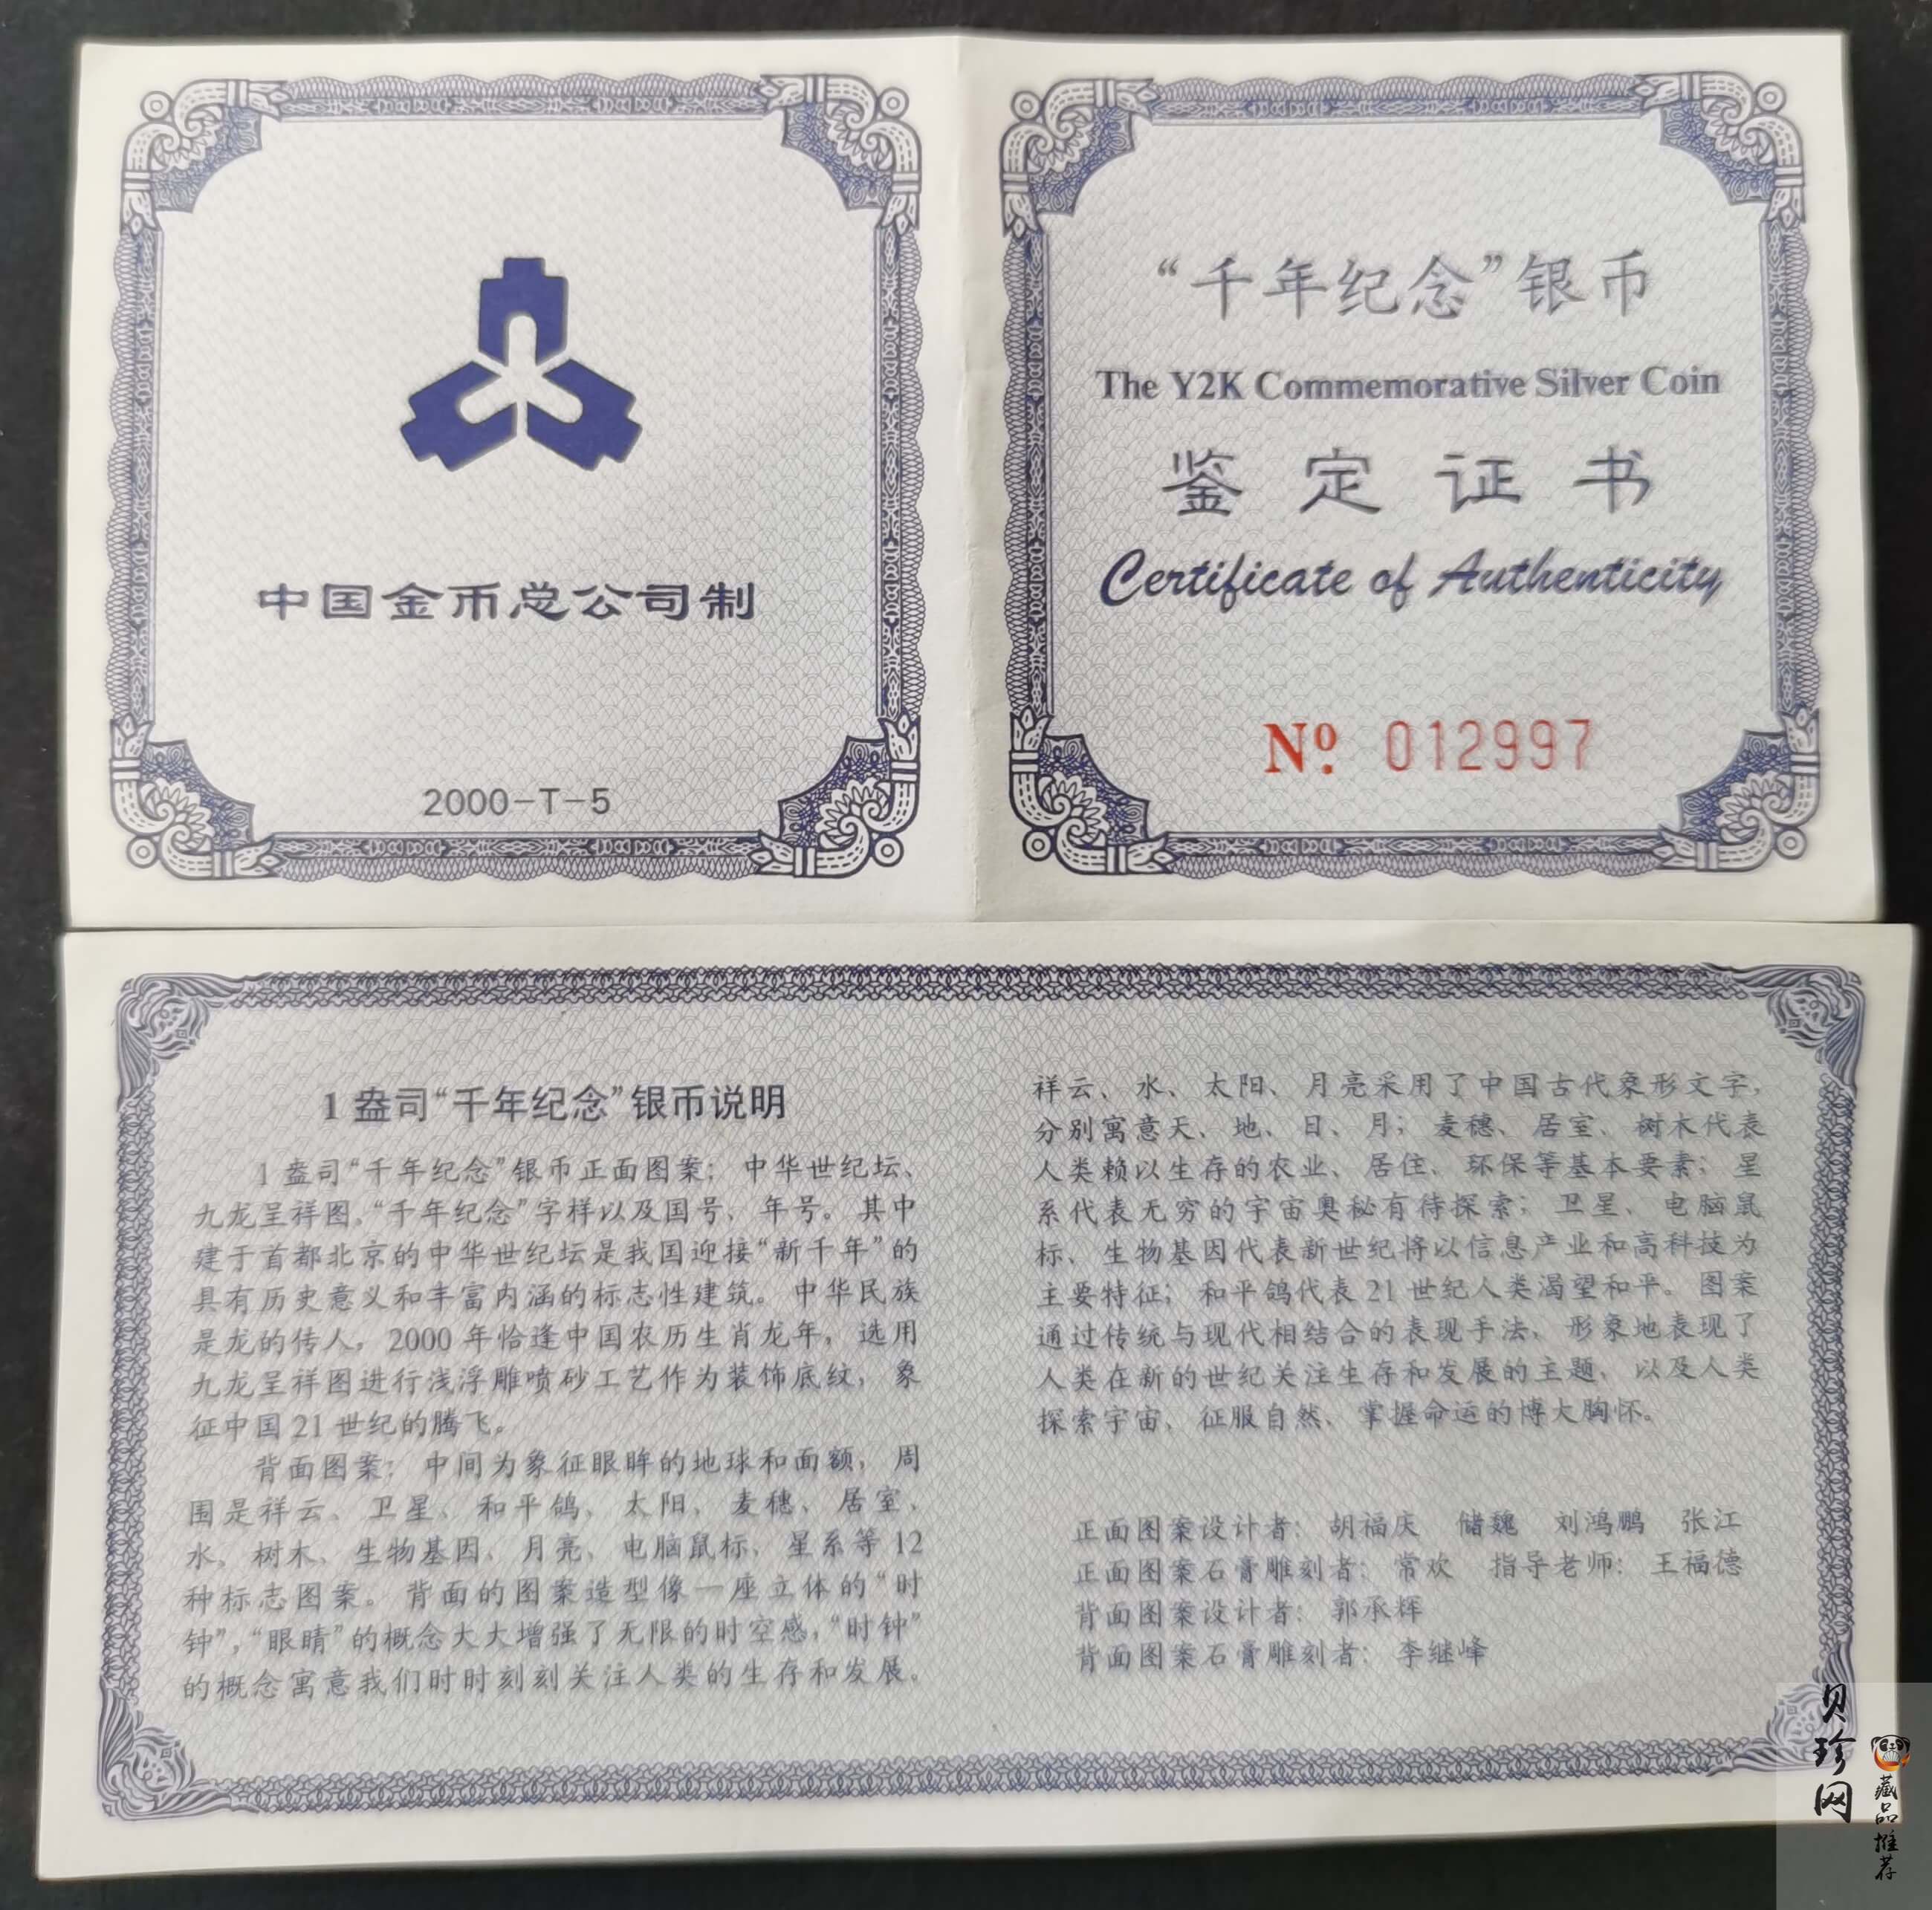 中国金币总公司制
2000-T-5
“千年纪念”银币
The Y2K Commemorative Silver Coin
鉴定证书
Certificate of Authenticity
Nº. 012997
1盎司“千年纪念”银币说明
1盎司“千年纪念”银币正面图案：中华世纪坛、
九龙呈祥图，“千年纪念”字样以及国号、年号。其中
建于首都北京的中华世纪坛是我国迎接“新千年”的
具有历史意义和丰富内涵的标志性建筑。中华民族
是龙的传人，2000年恰逢中国农历生肖龙年，选用
九龙呈祥图进行浅浮雕喷砂工艺作为装饰底纹，象
征中国21世纪的腾飞。
背面图案：中间为象征眼眸的地球和面额，周
围是祥云、卫星、和平鸽、太阳、麦穗、居室、
水、树木、生物基因、月亮、电脑鼠标、星系等12
种标志图案。背面的图案造型像一座立体的“时
钟”，“眼睛”的概念大大增强了无限的时空感，“时钟”
的概念寓意我们时时刻刻关注人类的生存和发展。
祥云、水、太阳、月亮采用了中国古代象形文字，
分别寓意天、地、日、月；麦穗、居室、树木代表
人类赖以生存的农业、居住、环保等基本要素；星
系代表无穷的宇宙奥秘有待探索；卫星、电脑鼠
标、生物基因代表新世纪将以信息产业和高科技为
主要特征；和平鸽代表21世纪人类渴望和平。图案
通过传统与现代相结合的表现手法，形象地表现了
人类在新的世纪关注生存和发展的主题，以及人类
探索宇宙、征服自然、掌握命运的博大胸怀。
正面图案设计者：胡福庆 储魏 刘鸿鹏 张江
正面图案石膏雕刻者：常欢 指导老师：王福德
背面图案设计者：郭承辉
背面图案石膏雕刻者：李继峰
贝珍网
藏品推荐